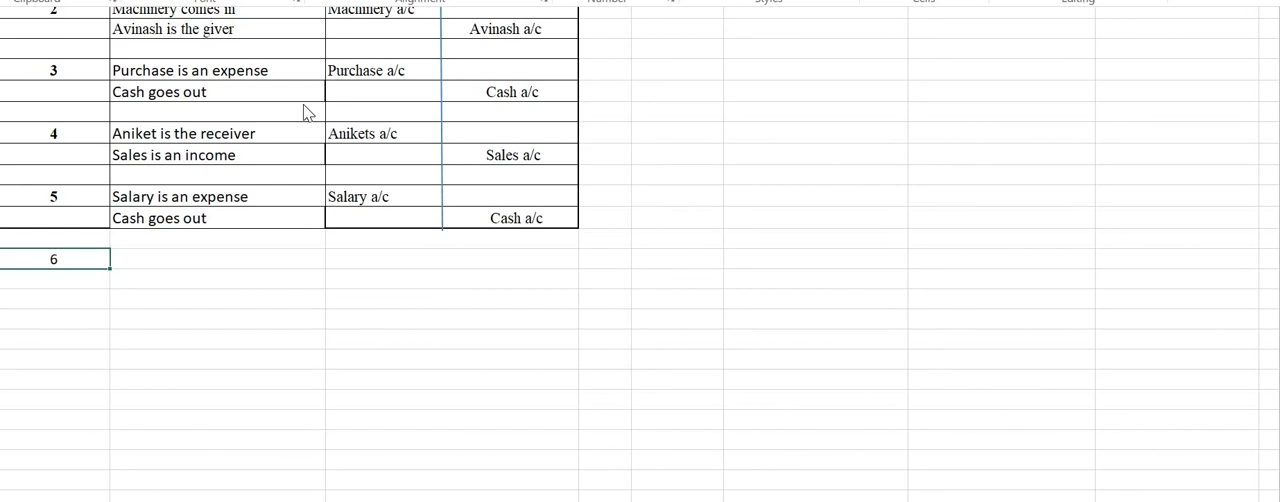 Clipboard Font Alignment Number Styles Cells Editing
2 Machinery comes in Machinery a/c
Avinash is the giver Avinash a/c
3 Purchase is an expense Purchase a/c
Cash goes out Cash a/c
4 Aniket is the receiver Anikets a/c
Sales is an income Sales a/c
5 Salary is an expense Salary a/c
Cash goes out Cash a/c
6